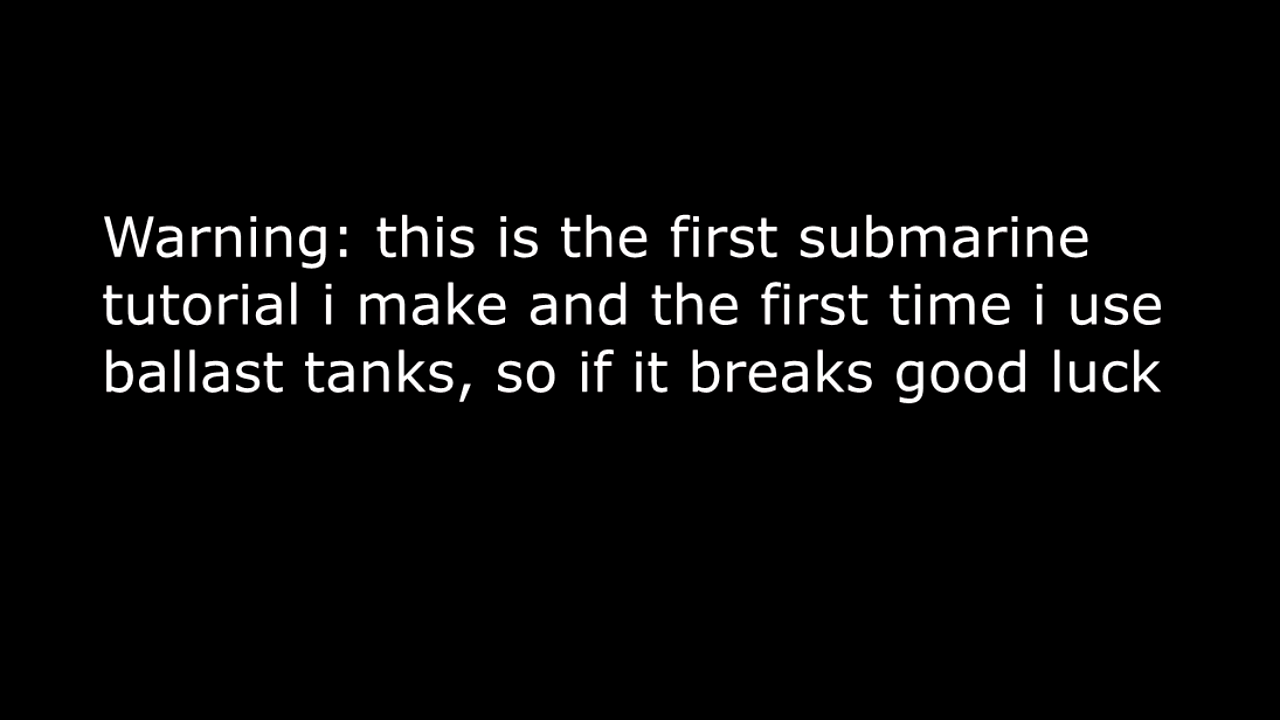 Warning: this is the first submarine
tutorial i make and the first time i use
ballast tanks, so if it breaks good luck